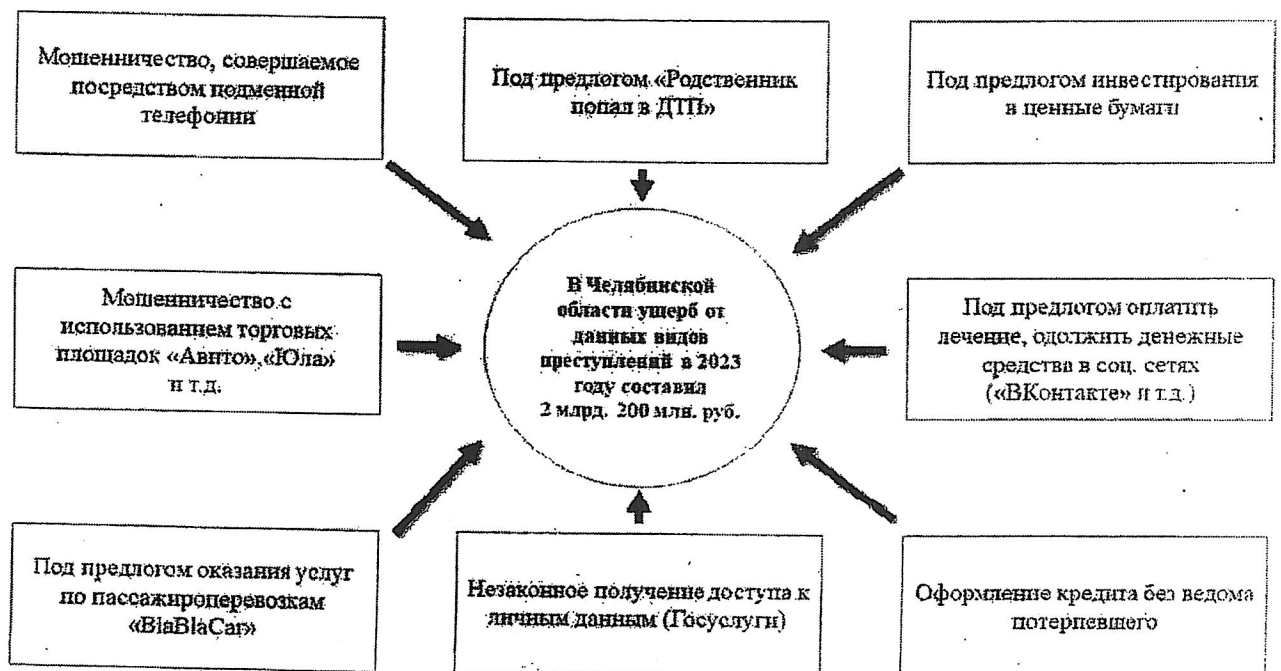 Мошенничество, совершаемое
посредством подменной
телефонии
Под предлогом «Родственник
попал в ДТП»
Под предлогом инвестирования
в ценные бумаги
Мошенничество с
использованием торговых
площадок «Авито»,«Юла»
и т.д.
В Челябинской
области ущерб от
данных видов
преступлений в 2023
году составил
2 млрд. 200 млн. руб.
Под предлогом оплатить
лечение, одолжить денежные
средства в соц. сетях
(«ВКонтакте» и т.д.)
Под предлогом оказания услуг
по пассажироперевозкам
«BlaBlaCar»
Незаконное получение доступа к
личным данным (Госуслуги)
Оформление кредита без ведома
потерпевшего